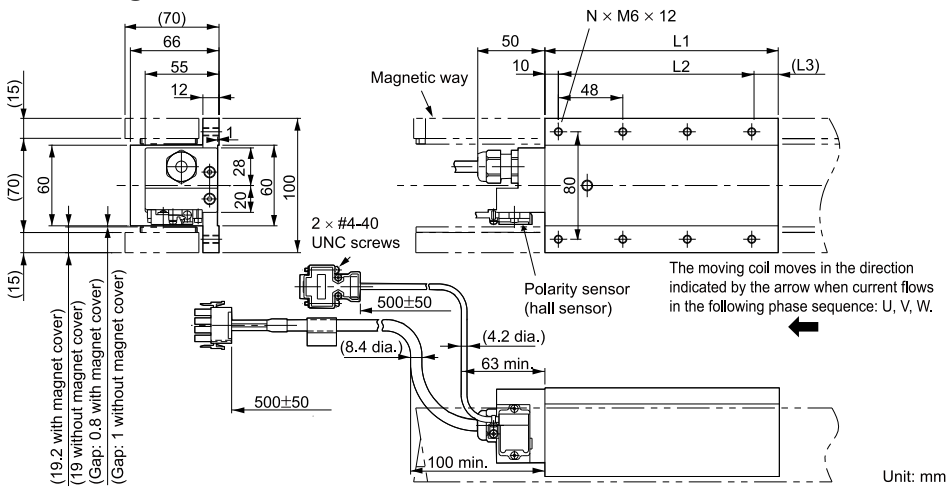 (70)
66
55
12
(15)
(70)
(15)
60
1
28
20
60
100
N × M6 × 12
50
L1
10
L2
(L3)
Magnetic way
48
80
2 × #4-40
UNC screws
500±50
Polarity sensor
(hall sensor)
The moving coil moves in the direction
indicated by the arrow when current flows
in the following phase sequence: U, V, W.
(8.4 dia.)
(4.2 dia.)
63 min.
500±50
100 min.
(19.2 with magnet cover)
(19 without magnet cover)
(Gap: 0.8 with magnet cover)
(Gap: 1 without magnet cover)
Unit: mm